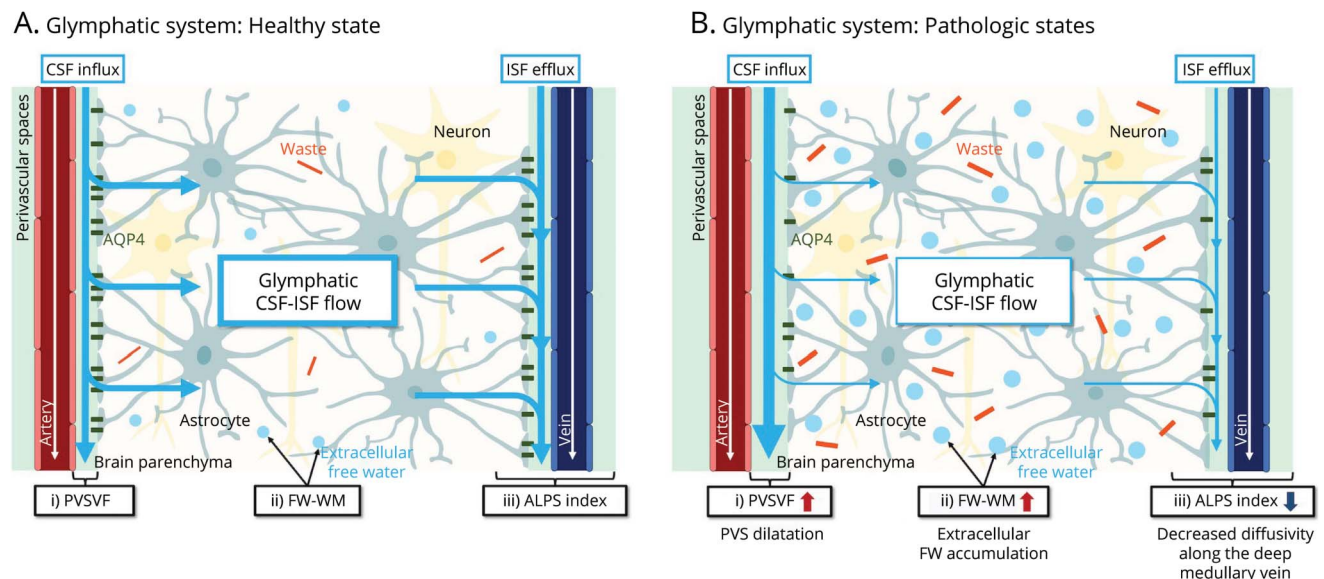 A. Glymphatic system: Healthy state
CSF influx
ISF efflux
Perivascular spaces
Neuron
Waste
AQP4
Glymphatic
CSF-ISF flow
Artery
Astrocyte
Vein
Brain parenchyma
Extracellular
free water
i) PVSVF
ii) FW-WM
iii) ALPS index
B. Glymphatic system: Pathologic states
CSF influx
ISF efflux
Perivascular spaces
Neuron
Waste
AQP4
Glymphatic
CSF-ISF flow
Artery
Astrocyte
Vein
Brain parenchyma
Extracellular
free water
i) PVSVF
ii) FW-WM
iii) ALPS index
PVS dilatation
Extracellular
FW accumulation
Decreased diffusivity
along the deep
medullary vein